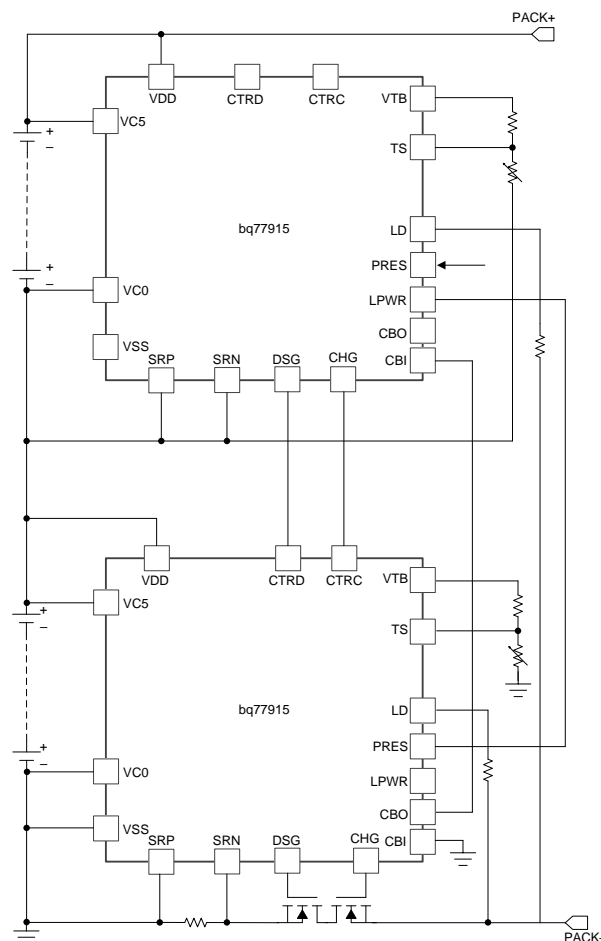 PACK+
VDD
CTRD
CTRC
VTB
VC5
TS
+
–
bq77915
LD
PRES
LPWR
+
–
VC0
CBO
VSS
SRP
SRN
DSG
CHG
CBI
VDD
CTRD
CTRC
VTB
VC5
+
–
TS
bq77915
LD
PRES
+
–
VC0
LPWR
CBO
VSS
SRP
SRN
DSG
CHG
CBI
PACK-